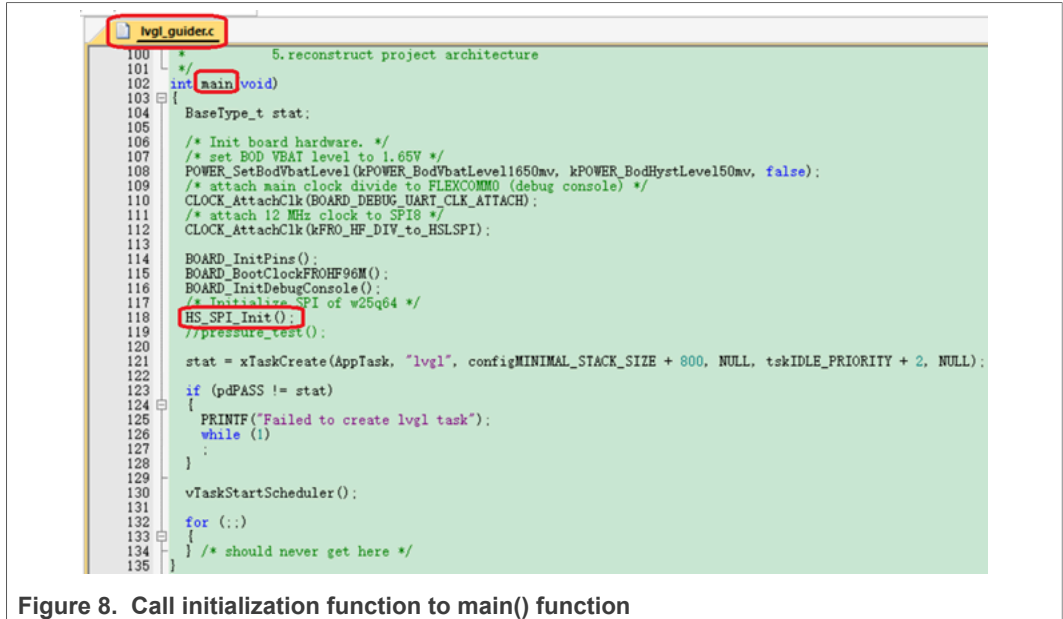 lvgl_guider.c
100 * 5.reconstruct project architecture
101 */
102 int main(void)
103 {
104 BaseType_t stat;
105
106 /* Init board hardware. */
107 /* set BOD VBAT level to 1.65V */
108 POWER_SetBodVbatLevel(kPOWER_BodVbatLevel1650mv, kPOWER_BodHystLevel50mv, false);
109 /* attach main clock divide to FLEXCOMM0 (debug console) */
110 CLOCK_AttachClk(BOARD_DEBUG_UART_CLK_ATTACH);
111 /* attach 12 MHz clock to SPI8 */
112 CLOCK_AttachClk(kFRO_HF_DIV_to_HSLSPI);
113
114 BOARD_InitPins();
115 BOARD_BootClockFROHF96M();
116 BOARD_InitDebugConsole();
117 /* Initialize SPI of w25q64 */
118 HS_SPI_Init();
119 //pressure_test();
120
121 stat = xTaskCreate(AppTask, "lvgl", configMINIMAL_STACK_SIZE + 800, NULL, tskIDLE_PRIORITY + 2, NULL);
122
123 if (pdPASS != stat)
124 {
125 PRINTF("Failed to create lvgl task");
126 while (1)
127 ;
128 }
129
130 vTaskStartScheduler();
131
132 for (;;)
133 {
134 } /* should never get here */
135 }
Figure 8. Call initialization function to main() function